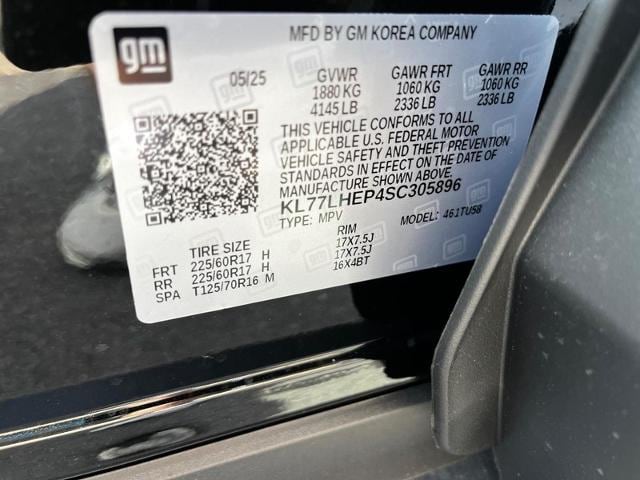 gm
MFD BY GM KOREA COMPANY
05/25 GVWR GAWR FRT GAWR RR
1880 KG 1060 KG 1060 KG
4145 LB 2336 LB 2336 LB
THIS VEHICLE CONFORMS TO ALL
APPLICABLE U.S. FEDERAL MOTOR
VEHICLE SAFETY AND THEFT PREVENTION
STANDARDS IN EFFECT ON THE DATE OF
MANUFACTURE SHOWN ABOVE
KL77LHEP4SC305896
TYPE: MPV MODEL: 461TU58
TIRE SIZE RIM
FRT 225/60R17 H 17X7.5J
RR 225/60R17 H 17X7.5J
SPA T125/70R16 M 16X4BT